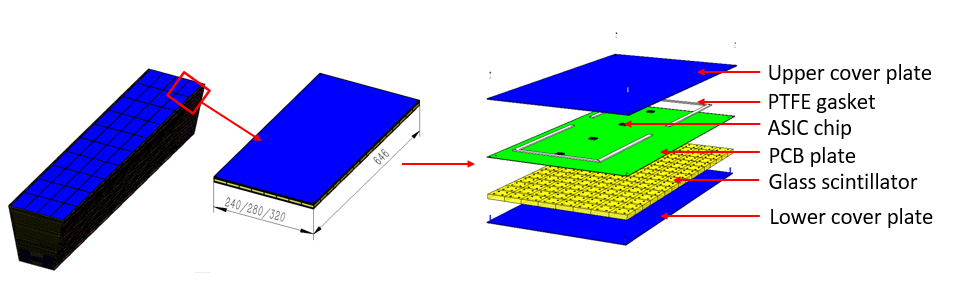 Upper cover plate
PTFE gasket
ASIC chip
PCB plate
Glass scintillator
Lower cover plate
646
240/280/320